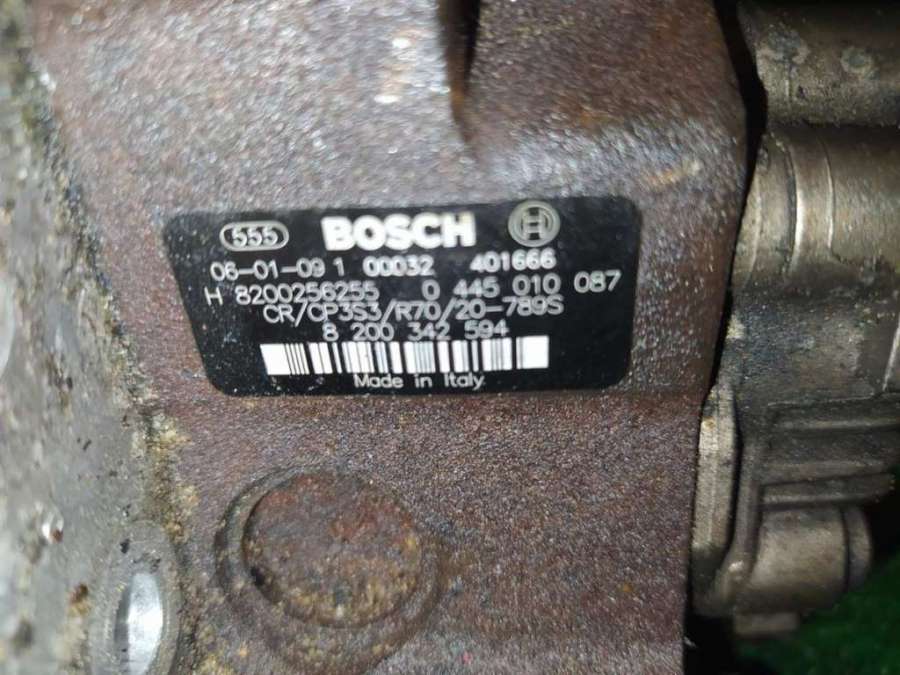 555 BOSCH H
06-01-09 1 00032 401666
H 8200256255 0 445 010 087
CR/CP3S3/R70/20-789S
8 200 342 594
Made in Italy